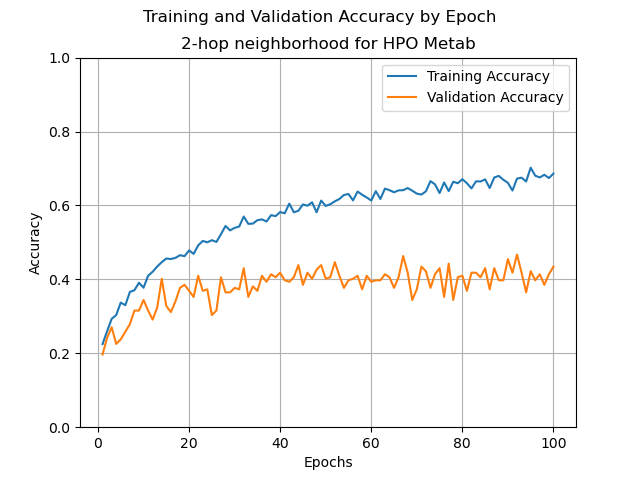 Training and Validation Accuracy by Epoch
2-hop neighborhood for HPO Metab
Training Accuracy
Validation Accuracy
Accuracy
1.0
0.8
0.6
0.4
0.2
0.0
0 20 40 60 80 100
Epochs